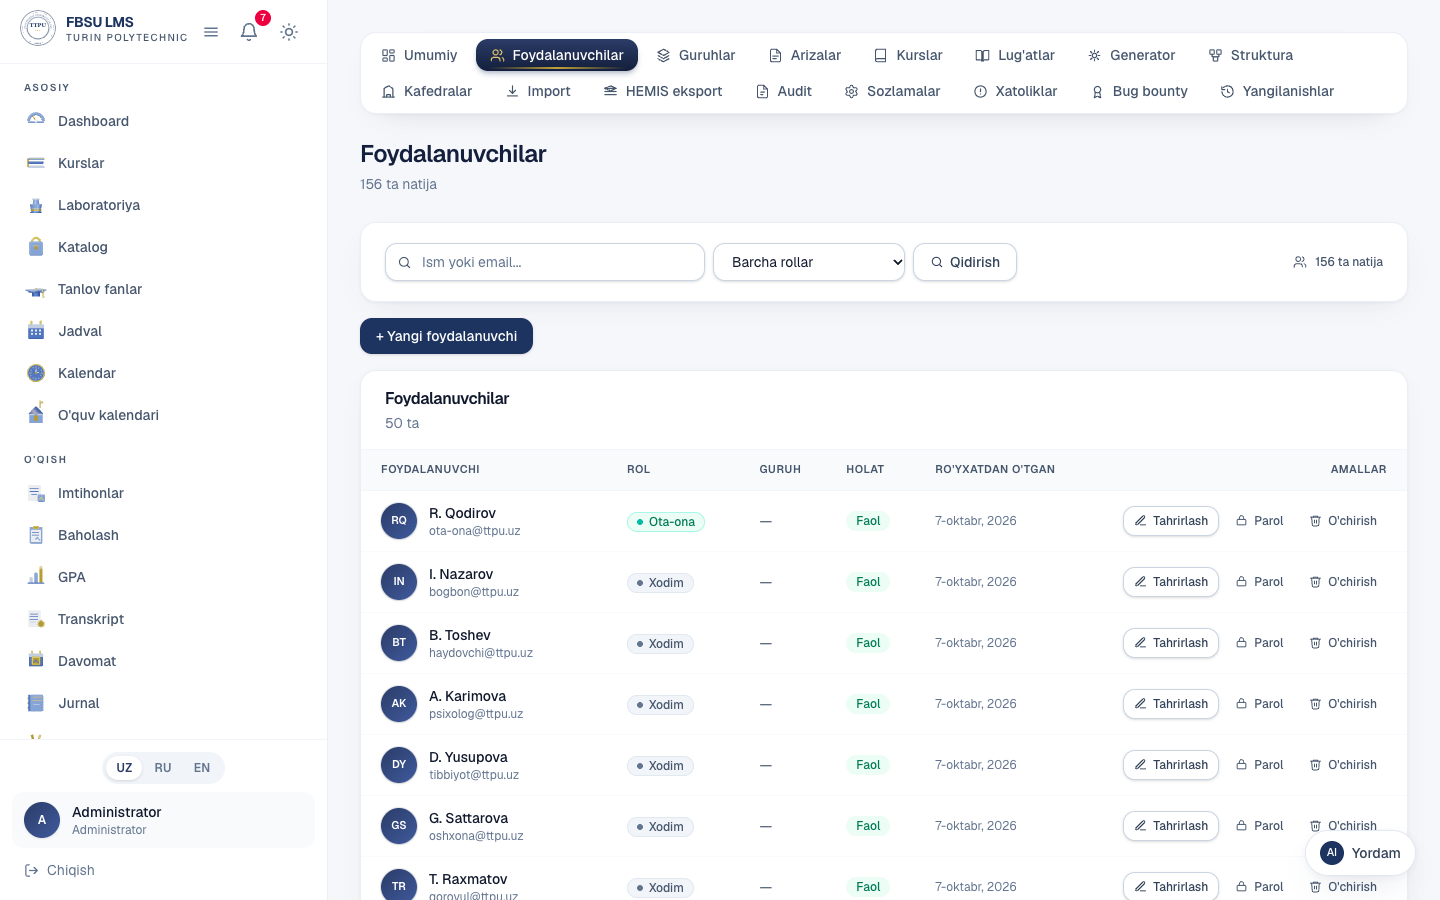 TTPU
FBSU LMS
TURIN POLYTECHNIC
7
ASOSIY
Dashboard
Kurslar
Laboratoriya
Katalog
Tanlov fanlar
Jadval
Kalendar
O'quv kalendari
O'QISH
Imtihonlar
Baholash
GPA
Transkript
Davomat
Jurnal
UZ RU EN
A
Administrator
Administrator
Chiqish
Umumiy Foydalanuvchilar Guruhlar Arizalar Kurslar Lug'atlar Generator Struktura
Kafedralar Import HEMIS eksport Audit Sozlamalar Xatoliklar Bug bounty Yangilanishlar
Foydalanuvchilar
156 ta natija
Ism yoki email... Barcha rollar Qidirish 156 ta natija
+ Yangi foydalanuvchi
Foydalanuvchilar
50 ta
FOYDALANUVCHI ROL GURUH HOLAT RO'YXATDAN O'TGAN AMALLAR
RQ R. Qodirov Ota-ona — Faol 7-oktabr, 2026 Tahrirlash Parol O'chirish
ota-ona@ttpu.uz
IN I. Nazarov Xodim — Faol 7-oktabr, 2026 Tahrirlash Parol O'chirish
bogbon@ttpu.uz
BT B. Toshev Xodim — Faol 7-oktabr, 2026 Tahrirlash Parol O'chirish
haydovchi@ttpu.uz
AK A. Karimova Xodim — Faol 7-oktabr, 2026 Tahrirlash Parol O'chirish
psixolog@ttpu.uz
DY D. Yusupova Xodim — Faol 7-oktabr, 2026 Tahrirlash Parol O'chirish
tibbiyot@ttpu.uz
GS G. Sattarova Xodim — Faol 7-oktabr, 2026 Tahrirlash Parol O'chirish
oshxona@ttpu.uz
TR T. Raxmatov Xodim — Faol 7-oktabr, 2026 Tahrirlash Parol O'chirish
qorovul@ttpu.uz
AI Yordam